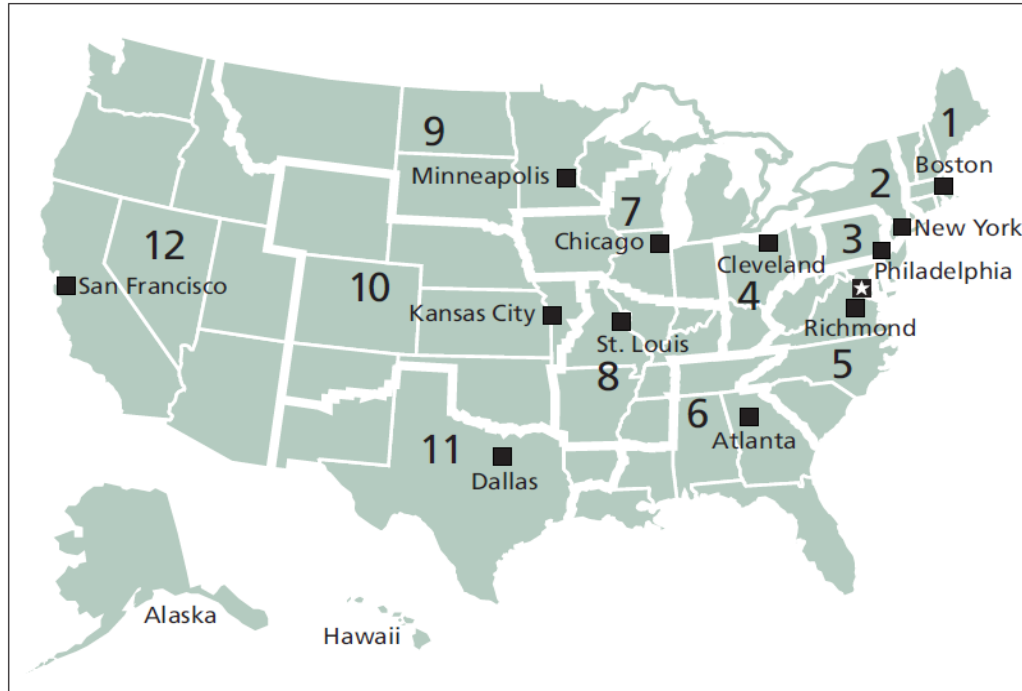 1
9
Boston
Minneapolis
2
7
New York
12
Chicago
3
Cleveland
Philadelphia
San Francisco
10
4
Kansas City
Richmond
St. Louis
5
8
6
Atlanta
11
Dallas
Alaska
Hawaii